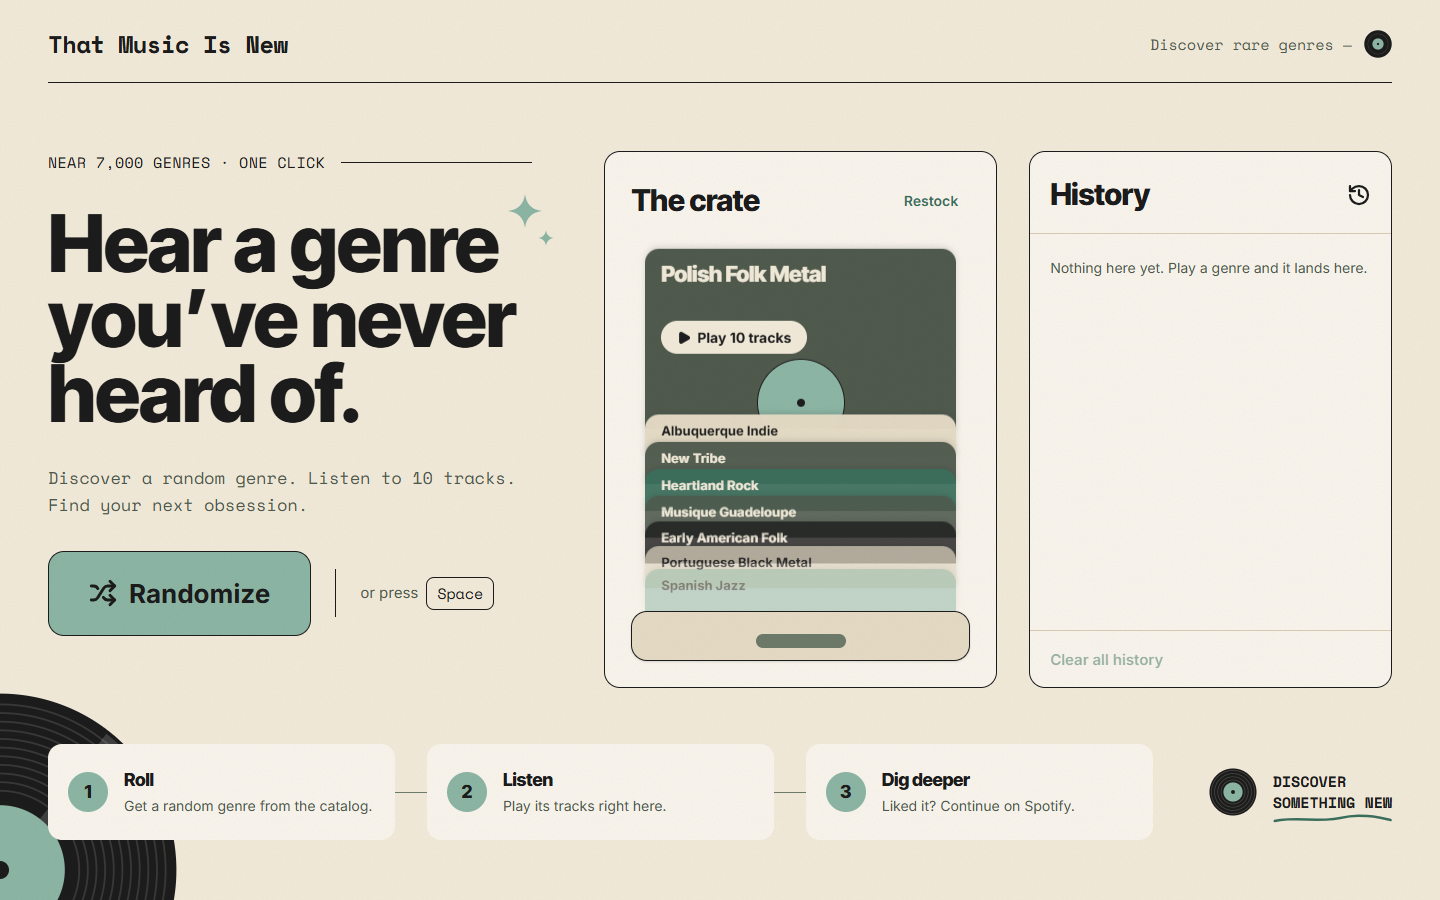 That Music Is New
Discover rare genres —
NEAR 7,000 GENRES · ONE CLICK
Hear a genre
you’ve never
heard of.
Discover a random genre. Listen to 10 tracks.
Find your next obsession.
Randomize
or press Space
The crate
Restock
Polish Folk Metal
Play 10 tracks
Albuquerque Indie
New Tribe
Heartland Rock
Musique Guadeloupe
Early American Folk
Portuguese Black Metal
Spanish Jazz
History
Nothing here yet. Play a genre and it lands here.
Clear all history
1
Roll
Get a random genre from the catalog.
2
Listen
Play its tracks right here.
3
Dig deeper
Liked it? Continue on Spotify.
DISCOVER
SOMETHING NEW